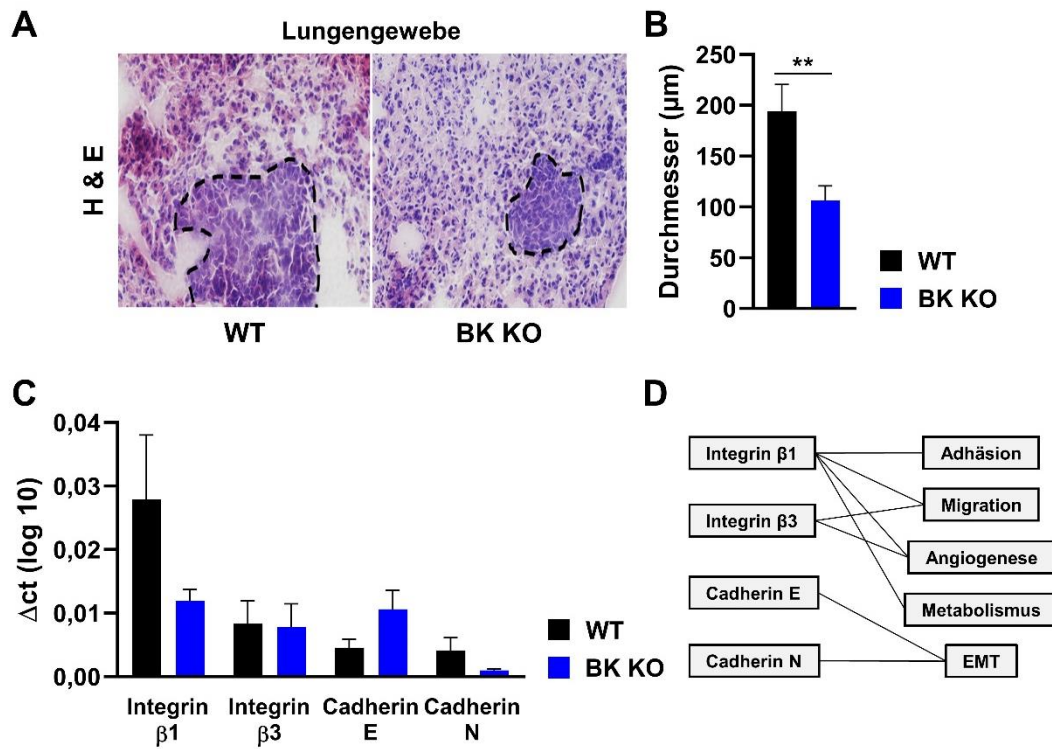 A
Lungengewebe
H & E
WT
BK KO
B
**
Durchmesser (µm)
250
200
150
100
50
0
WT
BK KO
C
Δct (log 10)
0,04
0,03
0,02
0,01
0,00
Integrin
β1
Integrin
β3
Cadherin
E
Cadherin
N
WT
BK KO
D
Integrin β1
Integrin β3
Cadherin E
Cadherin N
Adhäsion
Migration
Angiogenese
Metabolismus
EMT